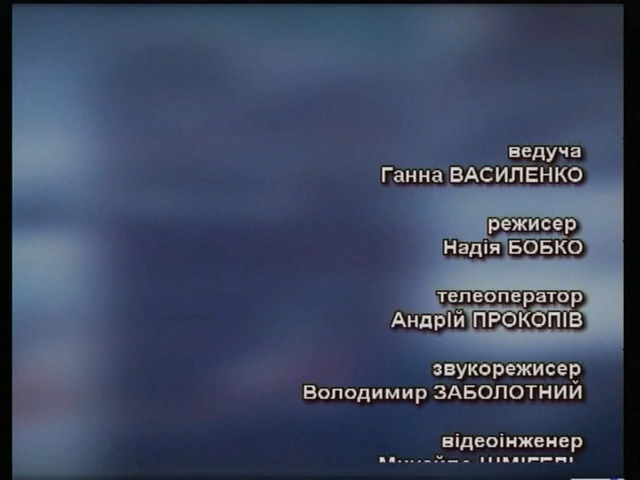 ведуча
Ганна ВАСИЛЕНКО
режисер
Надія БОБКО
телеоператор
Андрій ПРОКОПІВ
звукорежисер
Володимир ЗАБОЛОТНИЙ
відеоінженер